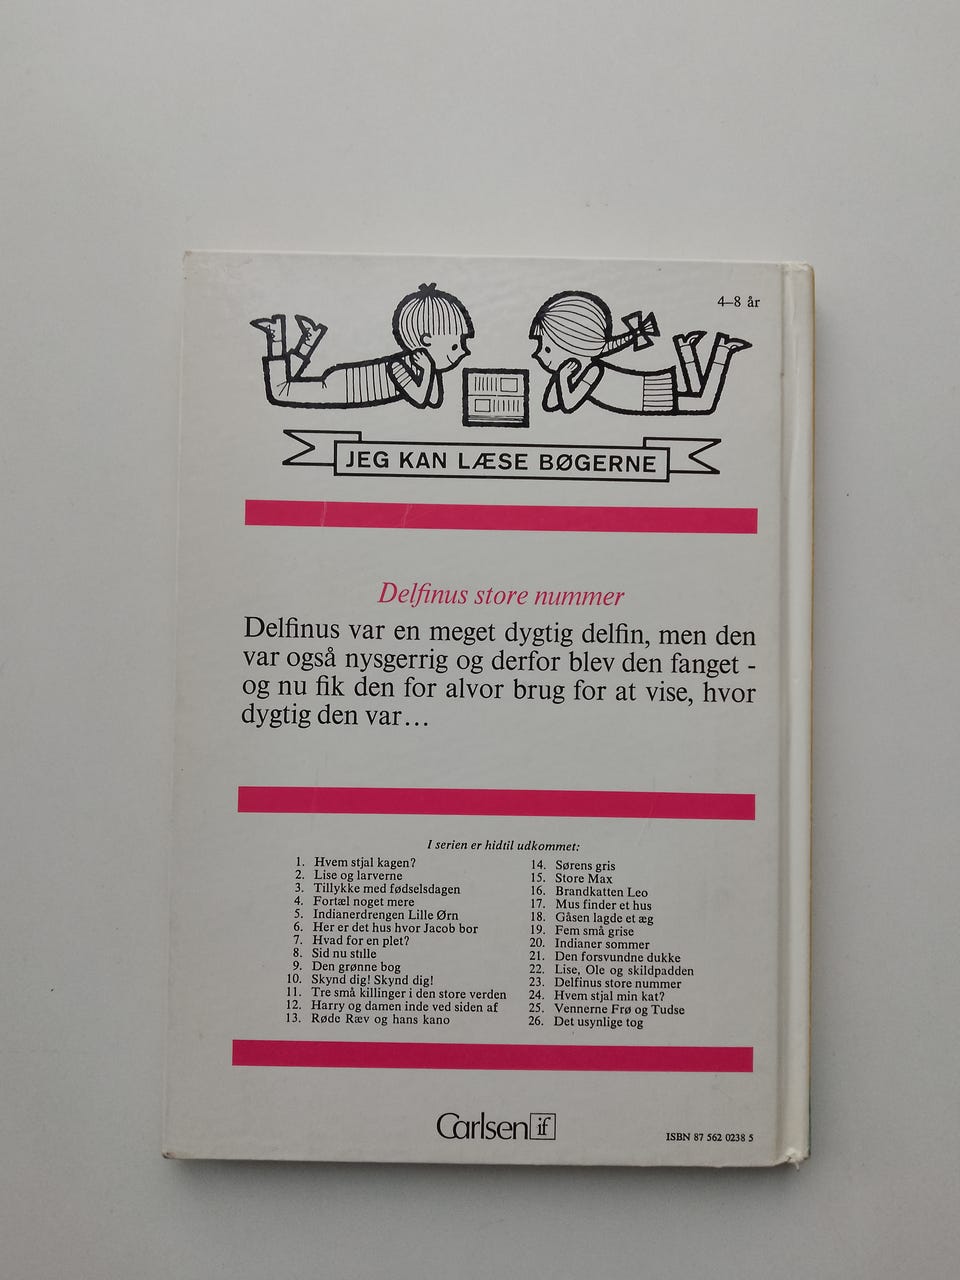 4–8 år
JEG KAN LÆSE BØGERNE
Delfinus store nummer
Delfinus var en meget dygtig delfin, men den
var også nysgerrig og derfor blev den fanget -
og nu fik den for alvor brug for at vise, hvor
dygtig den var...
I serien er hidtil udkommet:
1. Hvem stjal kagen?
2. Lise og larverne
3. Tillykke med fødselsdagen
4. Fortæl noget mere
5. Indianerdrengen Lille Ørn
6. Her er det hus hvor Jacob bor
7. Hvad for en plet?
8. Sid nu stille
9. Den grønne bog
10. Skynd dig! Skynd dig!
11. Tre små killinger i den store verden
12. Harry og damen inde ved siden af
13. Røde Ræv og hans kano
14. Sørens gris
15. Store Max
16. Brandkatten Leo
17. Mus finder et hus
18. Gåsen lagde et æg
19. Fem små grise
20. Indianer sommer
21. Den forsvundne dukke
22. Lise, Ole og skildpadden
23. Delfinus store nummer
24. Hvem stjal min kat?
25. Vennerne Frø og Tudse
26. Det usynlige tog
Carlsen if
ISBN 87 562 0238 5